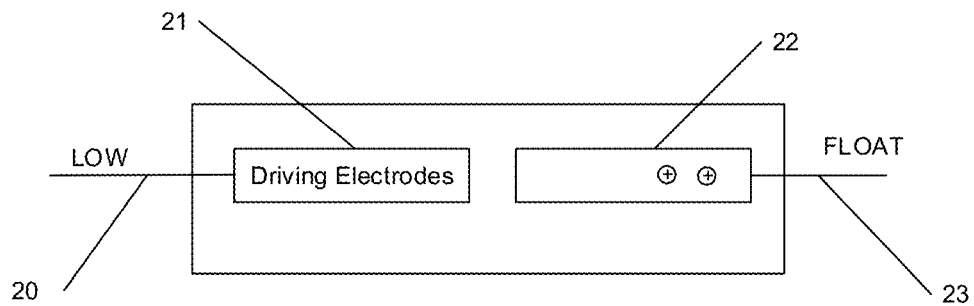 21
22
LOW
FLOAT
Driving Electrodes
⊕ ⊕
20
23